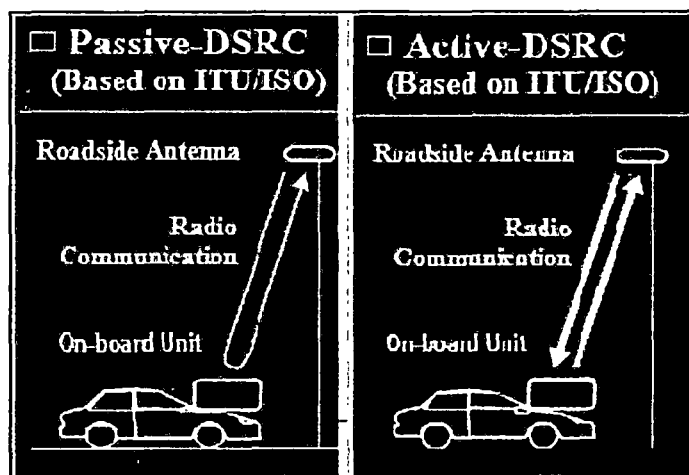 □ Passive-DSRC
(Based on ITU/ISO)
Roadside Antenna
Radio
Communication
On-board Unit
□ Active-DSRC
(Based on ITU/ISO)
Roadside Antenna
Radio
Communication
On-board Unit